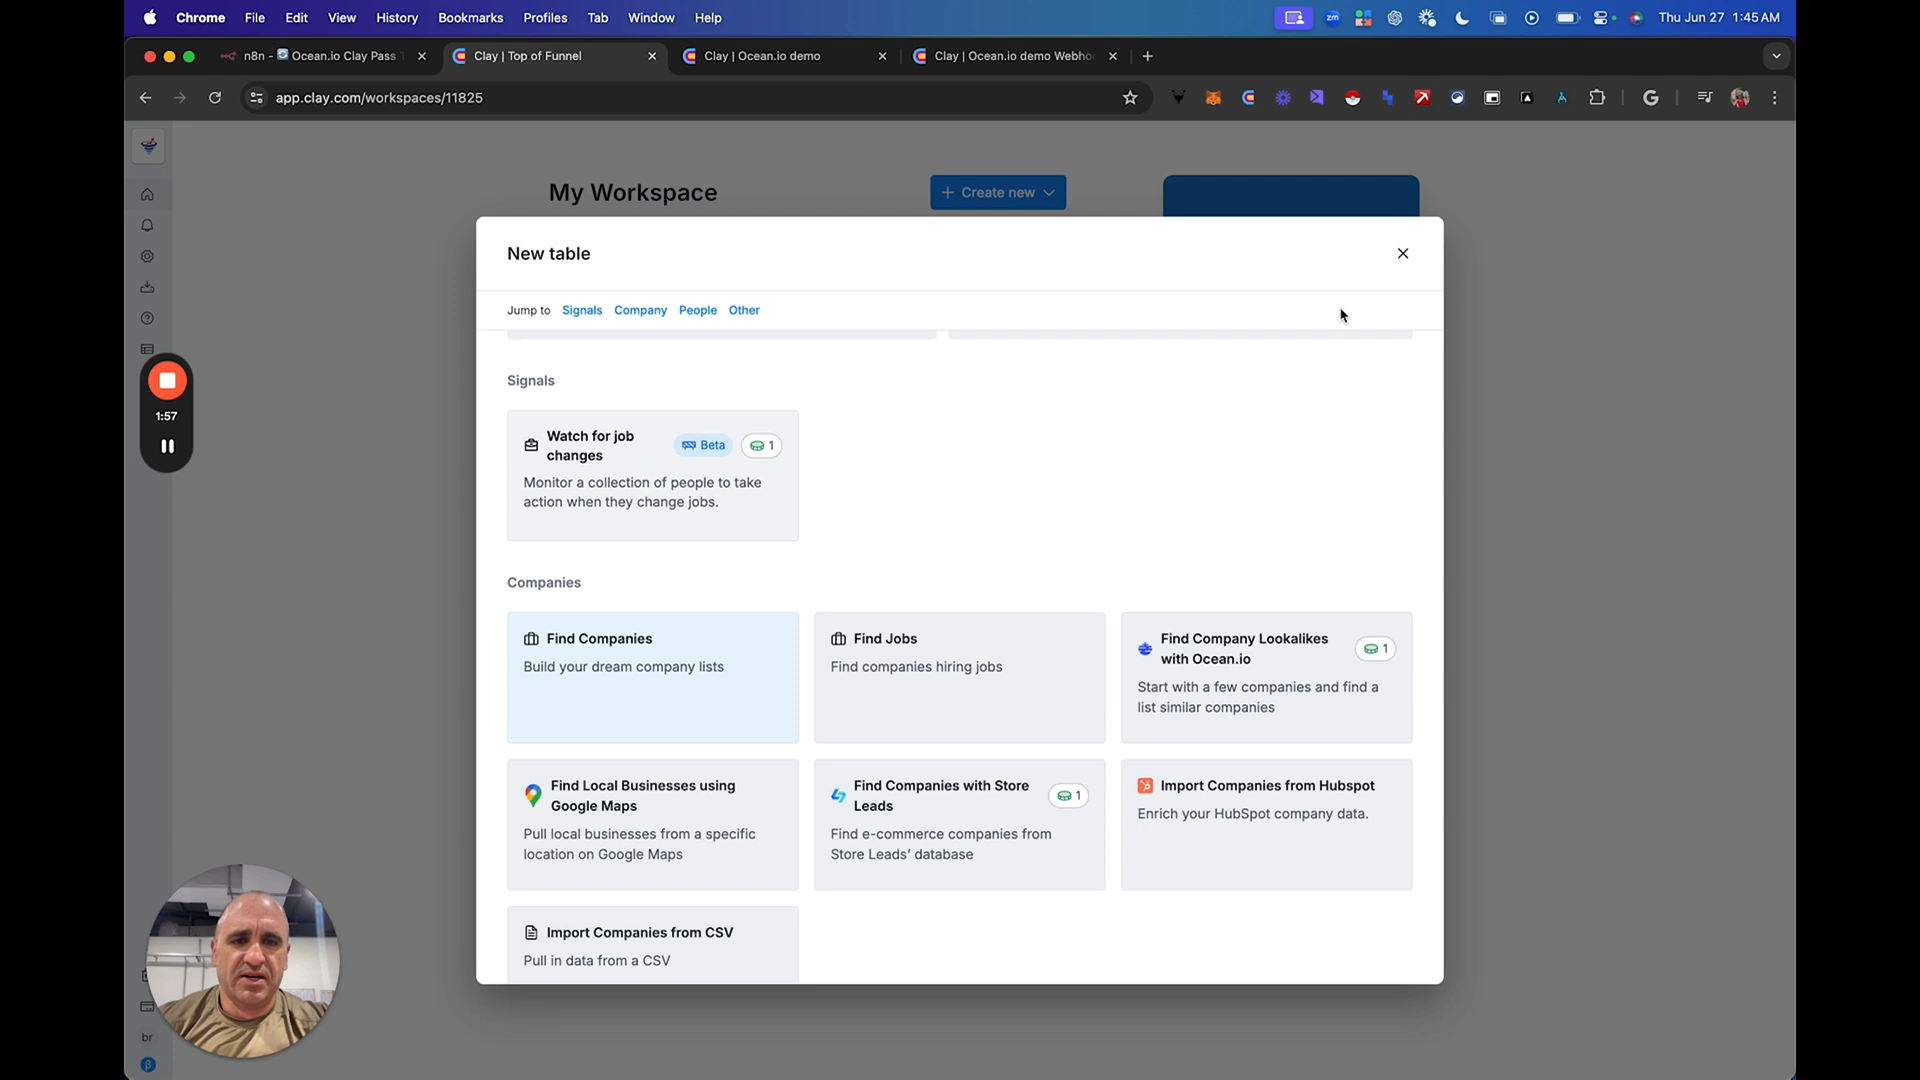 Chrome File Edit View History Bookmarks Profiles Tab Window Help
zm
Thu Jun 27 1:45 AM
n8n - Ocean.io Clay Pass
Clay | Top of Funnel
Clay | Ocean.io demo
Clay | Ocean.io demo Webho
app.clay.com/workspaces/11825
My Workspace
+ Create new
New table
Jump to Signals Company People Other
Signals
Watch for job
changes
Beta
1
Monitor a collection of people to take
action when they change jobs.
Companies
Find Companies
Build your dream company lists
Find Jobs
Find companies hiring jobs
Find Company Lookalikes
with Ocean.io
1
Start with a few companies and find a
list similar companies
Find Local Businesses using
Google Maps
Pull local businesses from a specific
location on Google Maps
Find Companies with Store
Leads
1
Find e-commerce companies from
Store Leads' database
Import Companies from Hubspot
Enrich your HubSpot company data.
Import Companies from CSV
Pull in data from a CSV
1:57
br